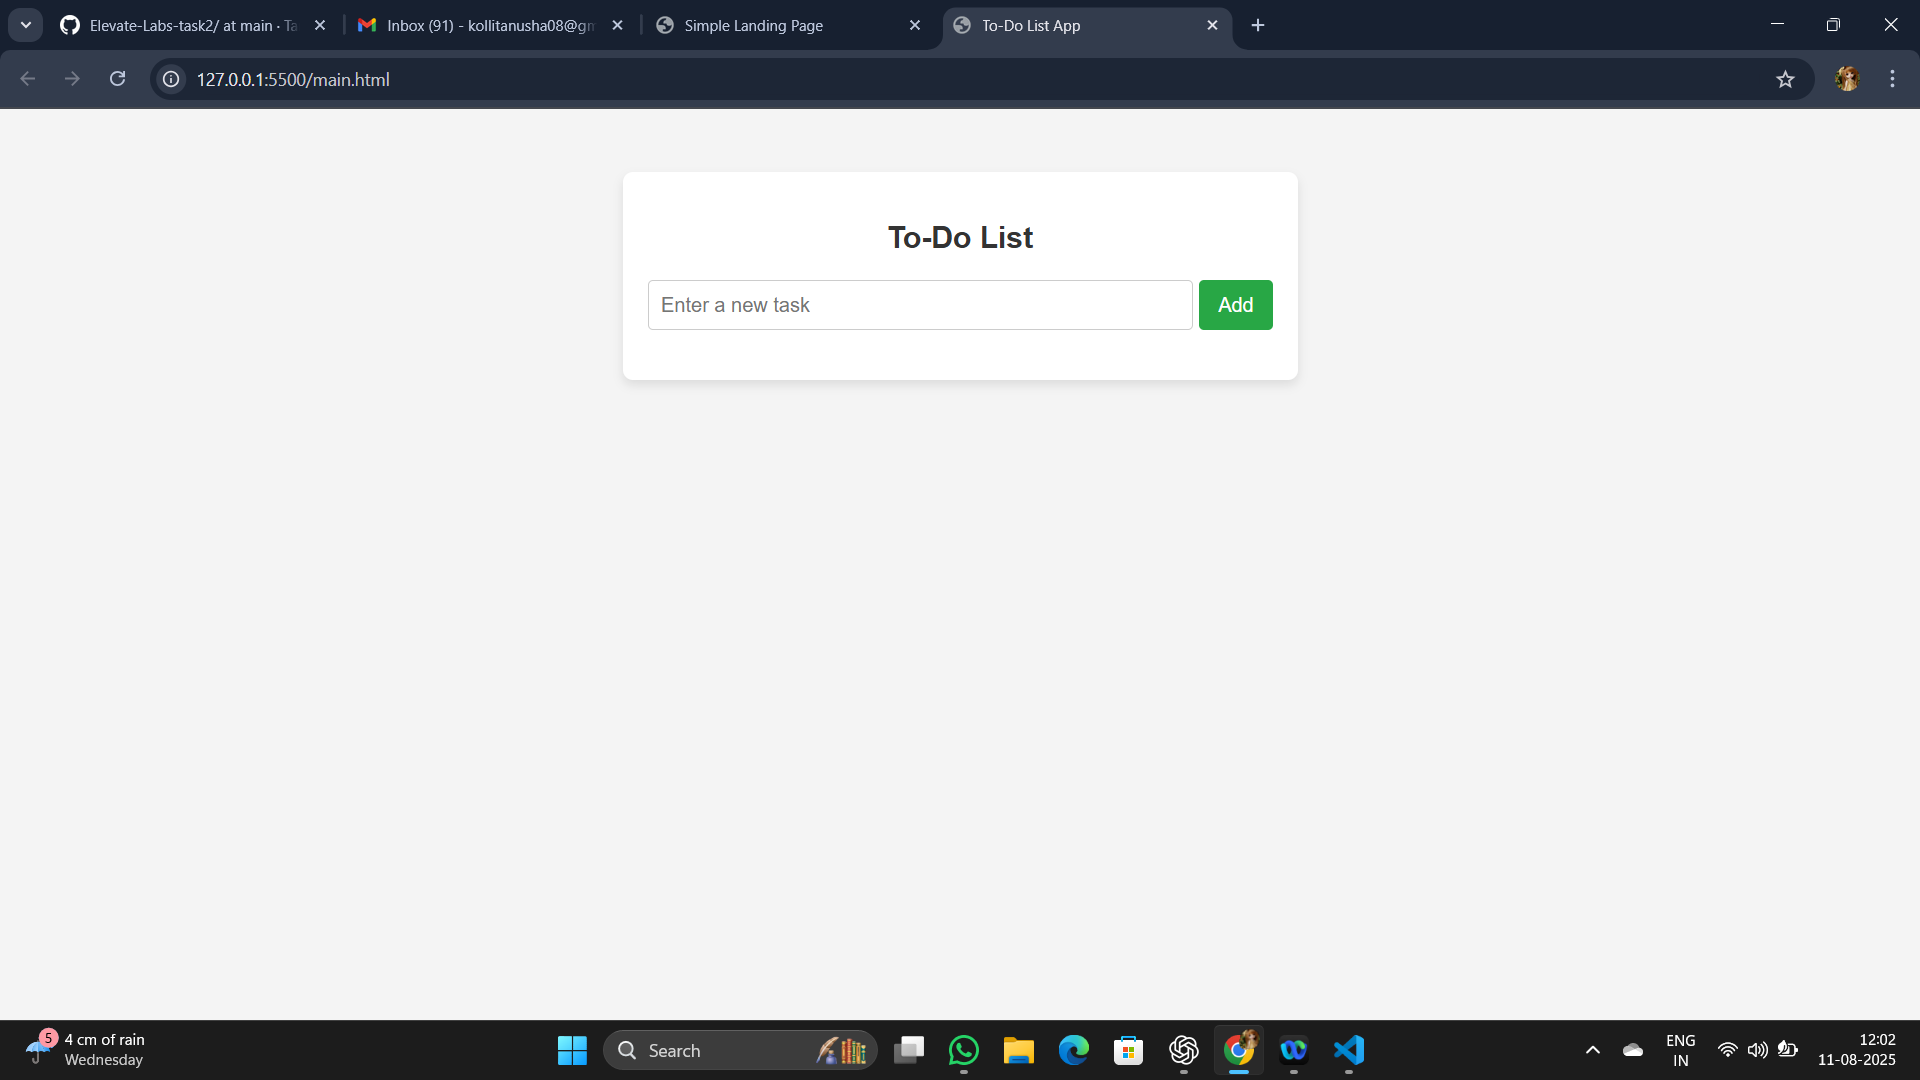 Elevate-Labs-task2/ at main · Ta
Inbox (91) - kollitanusha08@gm
Simple Landing Page
To-Do List App
127.0.0.1:5500/main.html
To-Do List
Enter a new task
Add
5
4 cm of rain
Wednesday
Search
ENG
IN
12:02
11-08-2025